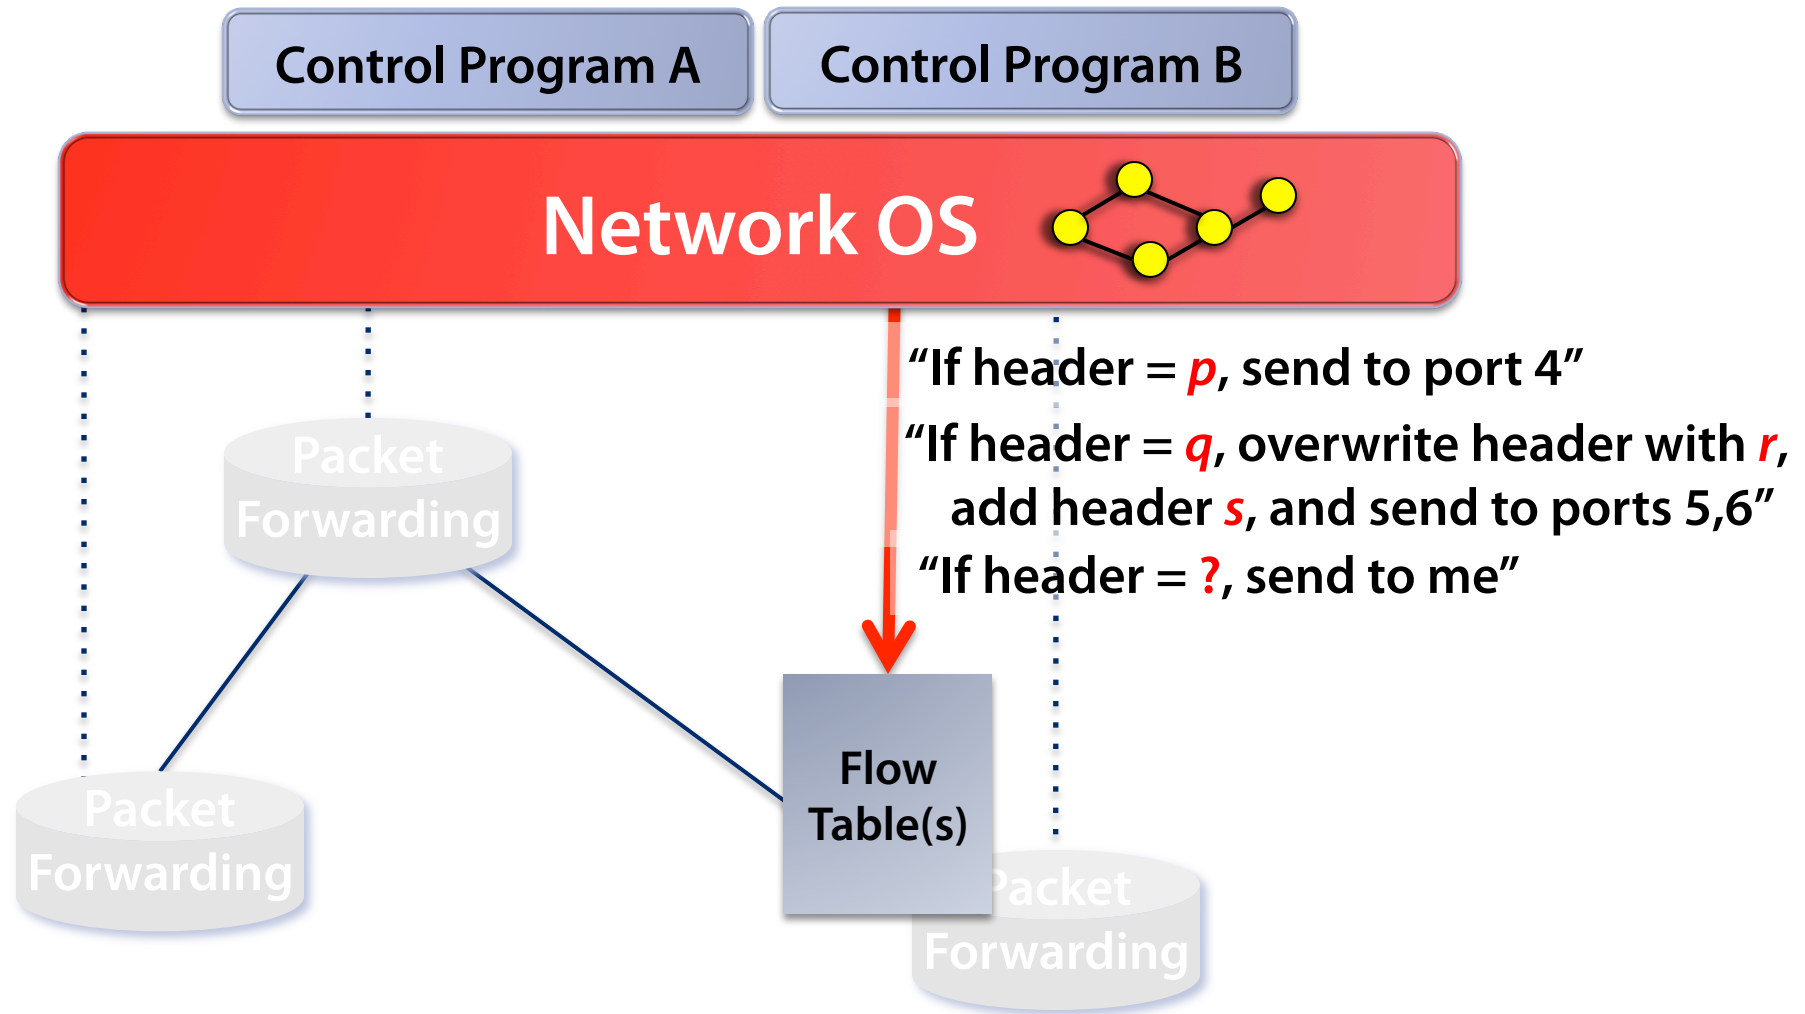 Control Program A
Control Program B
Network OS
“If header = p, send to port 4”
“If header = q, overwrite header with r,
add header s, and send to ports 5,6”
“If header = ?, send to me”
Packet
Forwarding
Flow
Table(s)
Packet
Forwarding
Packet
Forwarding